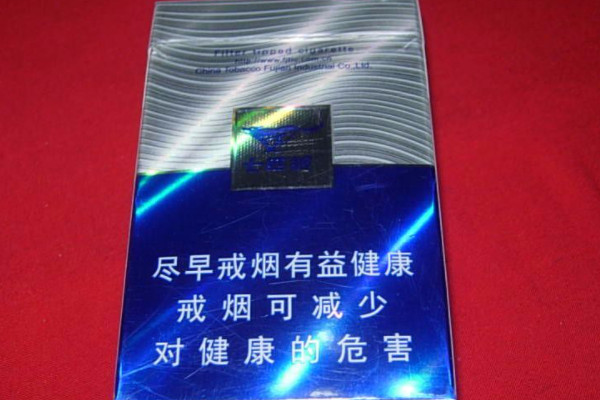 Filter tipped cigarette
China Tobacco Fujian Industrial Co.,Ltd.
尽早戒烟有益健康
戒烟可减少
对健康的危害